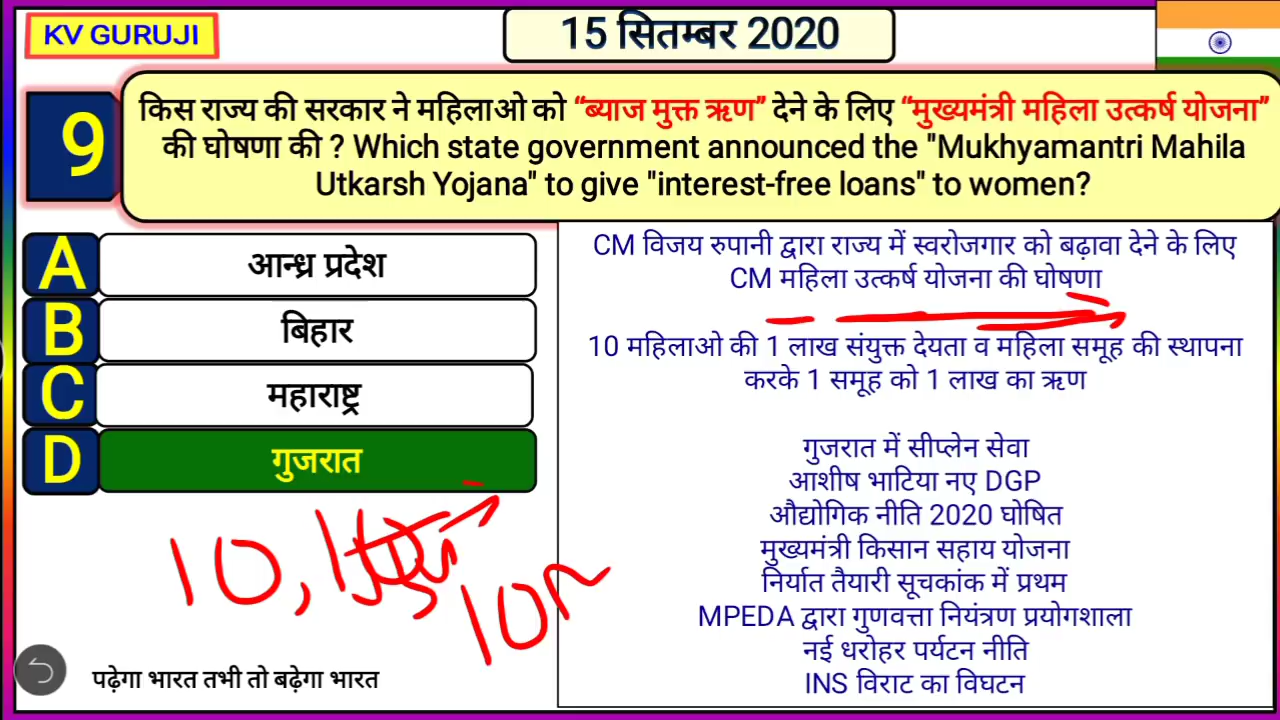 KV GURUJI
15 सितम्बर 2020
9
किस राज्य की सरकार ने महिलाओ को “ब्याज मुक्त ऋण” देने के लिए “मुख्यमंत्री महिला उत्कर्ष योजना”
की घोषणा की ? Which state government announced the "Mukhyamantri Mahila
Utkarsh Yojana" to give "interest-free loans" to women?
A आन्ध्र प्रदेश
B बिहार
C महाराष्ट्र
D गुजरात
CM विजय रुपानी द्वारा राज्य में स्वरोजगार को बढ़ावा देने के लिए
CM महिला उत्कर्ष योजना की घोषणा
10 महिलाओ की 1 लाख संयुक्त देयता व महिला समूह की स्थापना
करके 1 समूह को 1 लाख का ऋण
गुजरात में सीप्लेन सेवा
आशीष भाटिया नए DGP
औद्योगिक नीति 2020 घोषित
मुख्यमंत्री किसान सहाय योजना
निर्यात तैयारी सूचकांक में प्रथम
MPEDA द्वारा गुणवत्ता नियंत्रण प्रयोगशाला
नई धरोहर पर्यटन नीति
INS विराट का विघटन
10, 1
10
पढ़ेगा भारत तभी तो बढ़ेगा भारत